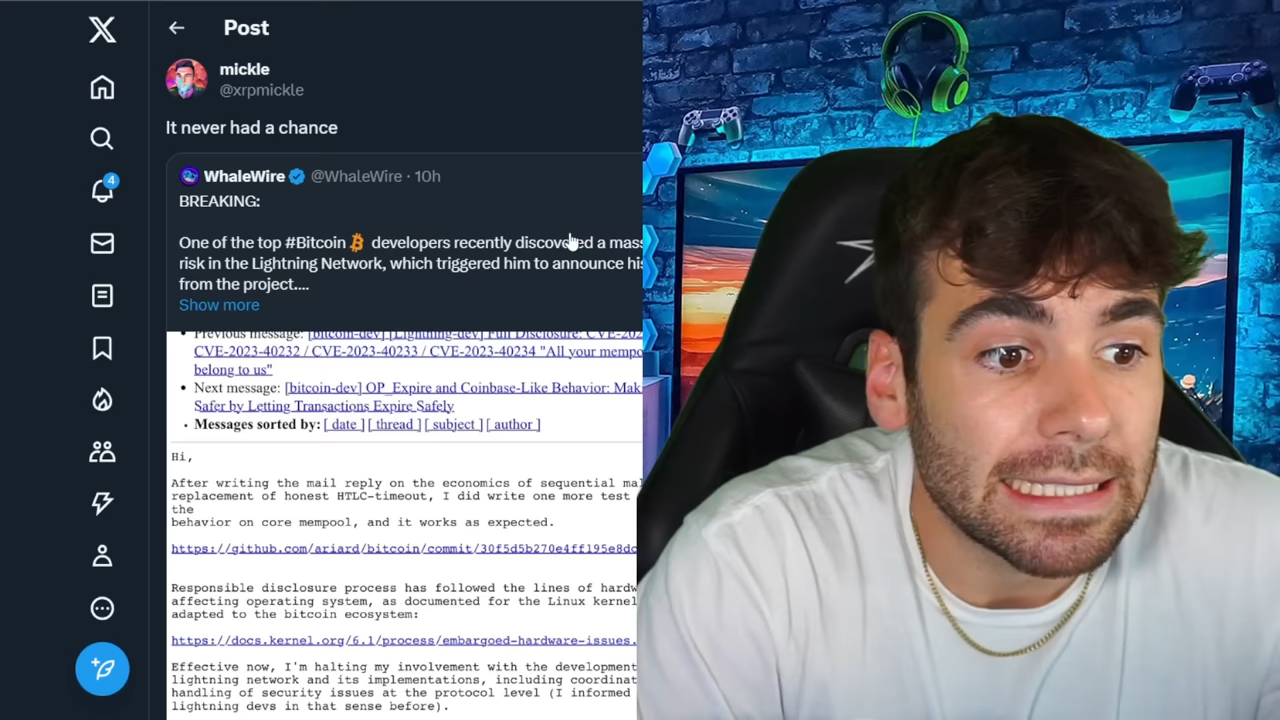 Post
mickle
@xrpmickle
It never had a chance
WhaleWire @WhaleWire · 10h
BREAKING:
One of the top #Bitcoin developers recently discovered a mass
risk in the Lightning Network, which triggered him to announce his
from the project....
Show more
4
Previous message: [bitcoin-dev] [Lightning-dev] Full Disclosure: CVE-202
CVE-2023-40232 / CVE-2023-40233 / CVE-2023-40234 "All your mempo
belong to us"
Next message: [bitcoin-dev] OP_Expire and Coinbase-Like Behavior: Mak
Safer by Letting Transactions Expire Safely
Messages sorted by: [ date ] [ thread ] [ subject ] [ author ]
Hi,
After writing the mail reply on the economics of sequential mal
replacement of honest HTLC-timeout, I did write one more test
the
behavior on core mempool, and it works as expected.
https://github.com/ariard/bitcoin/commit/30f5d5b270e4ff195e8dc
Responsible disclosure process has followed the lines of hardw
affecting operating system, as documented for the Linux kernel
adapted to the bitcoin ecosystem:
https://docs.kernel.org/6.1/process/embargoed-hardware-issues.
Effective now, I'm halting my involvement with the development
lightning network and its implementations, including coordinat
handling of security issues at the protocol level (I informed
lightning devs in that sense before).